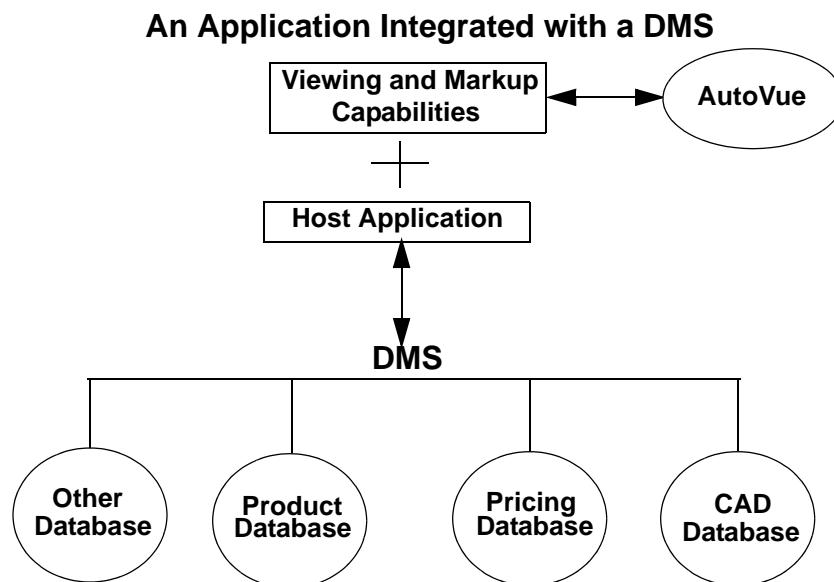 An Application Integrated with a DMS
Viewing and Markup
Capabilities
AutoVue
Host Application
DMS
Other
Database
Product
Database
Pricing
Database
CAD
Database